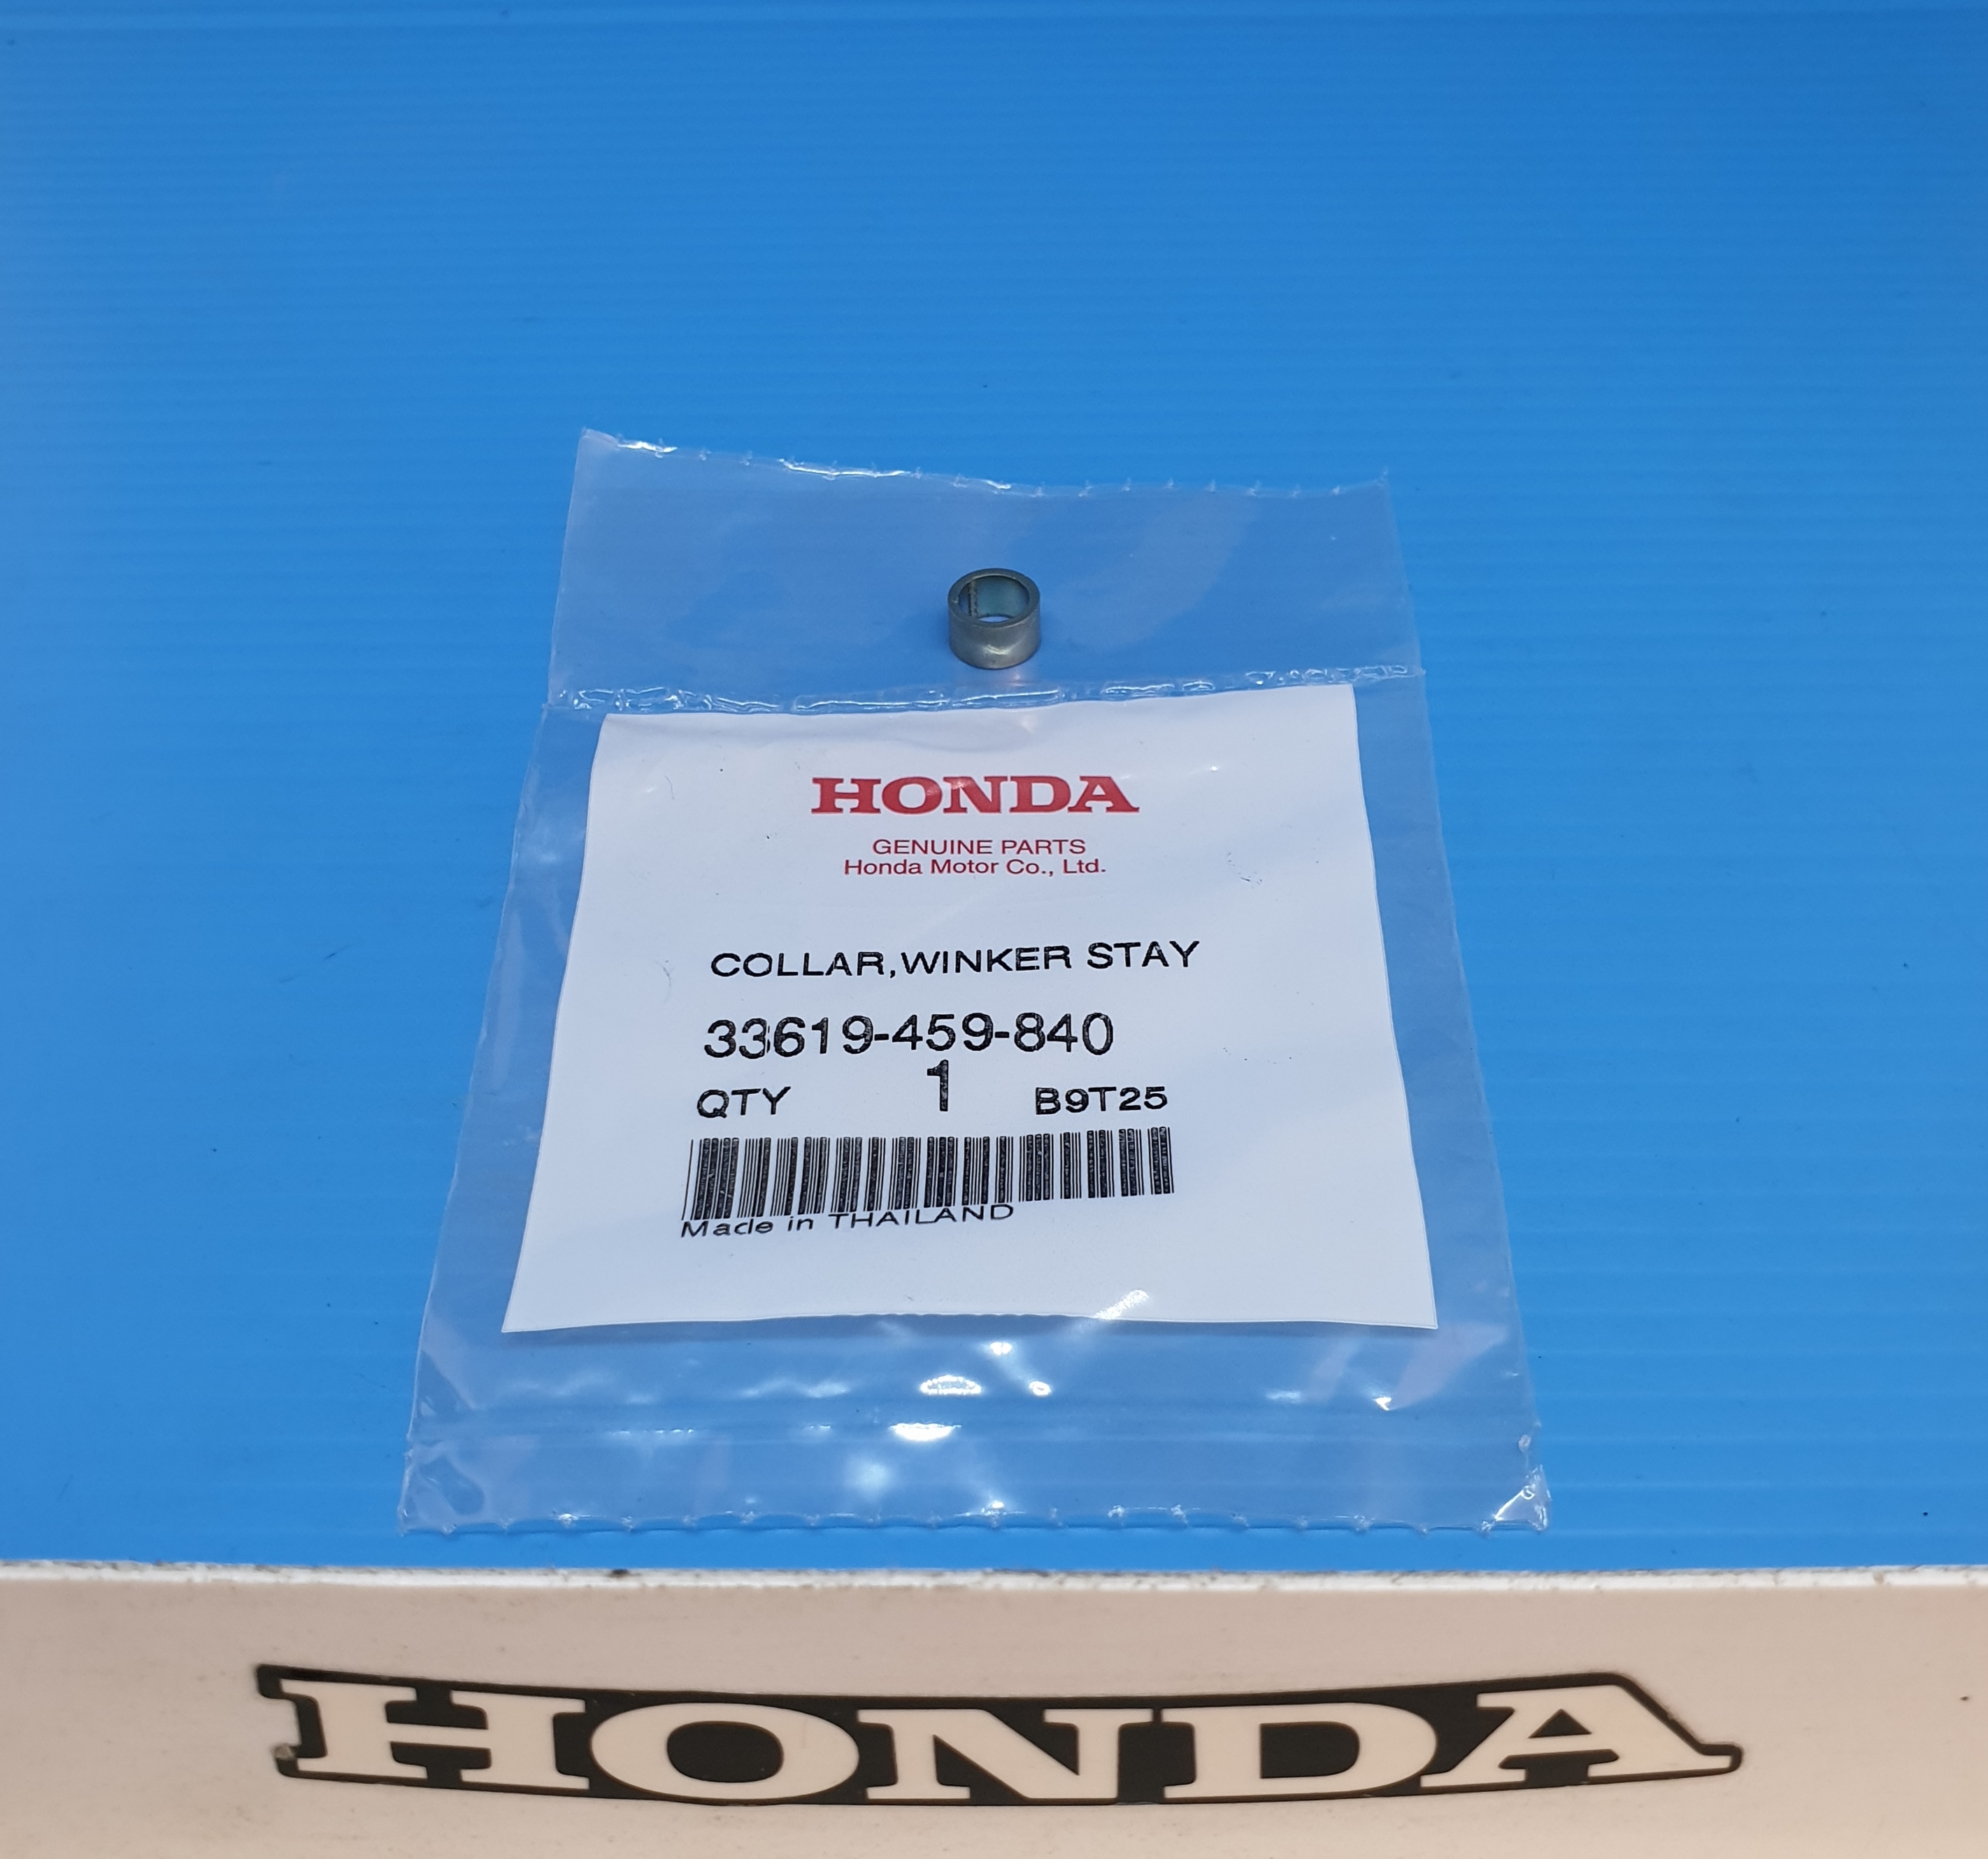 HONDA
GENUINE PARTS
Honda Motor Co., Ltd.
COLLAR,WINKER STAY
33619-459-840
QTY 1 B9T25
Made in THAILAND
HONDA